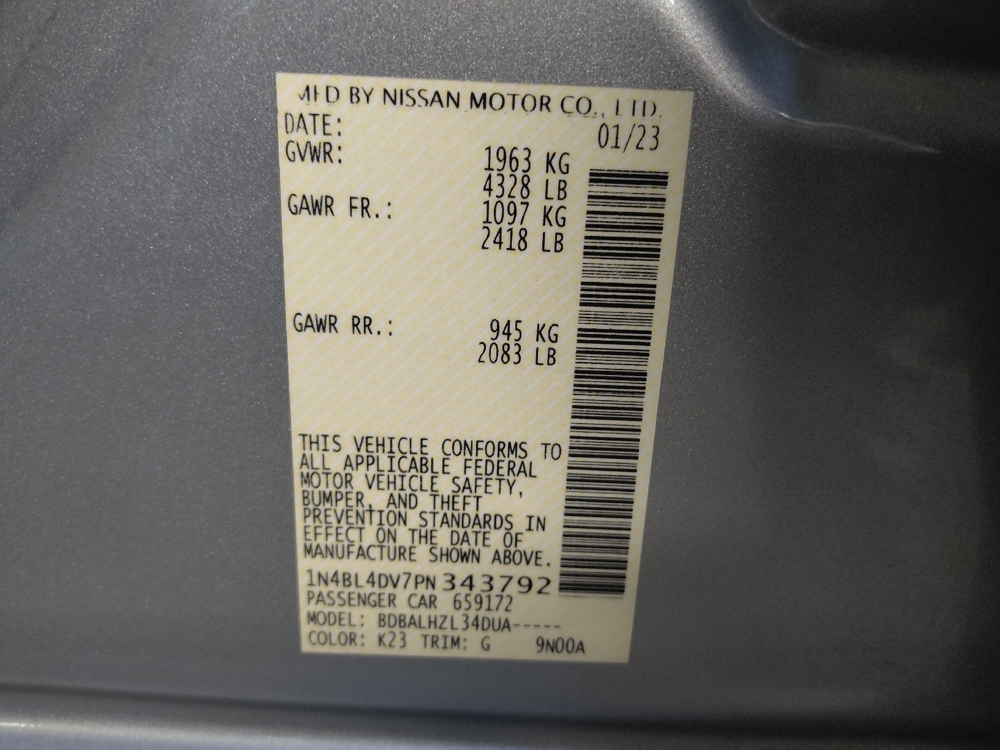 MFD BY NISSAN MOTOR CO., LTD.
DATE: 01/23
GVWR: 1963 KG
4328 LB
GAWR FR.: 1097 KG
2418 LB
GAWR RR.: 945 KG
2083 LB
THIS VEHICLE CONFORMS TO
ALL APPLICABLE FEDERAL
MOTOR VEHICLE SAFETY,
BUMPER, AND THEFT
PREVENTION STANDARDS IN
EFFECT ON THE DATE OF
MANUFACTURE SHOWN ABOVE.
1N4BL4DV7PN343792
PASSENGER CAR 659172
MODEL: BDBALHZL34DUA-----
COLOR: K23 TRIM: G 9N00A